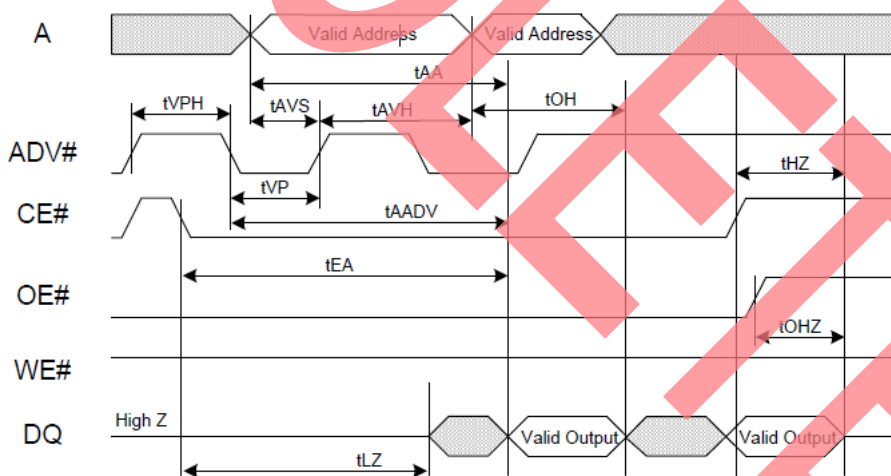 A
Valid Address
Valid Address
tAA
tVPH
tAVS
tAVH
tOH
ADV#
tHZ
tVP
CE#
tAADV
tEA
OE#
tOHZ
WE#
High Z
DQ
Valid Output
Valid Output
tLZ